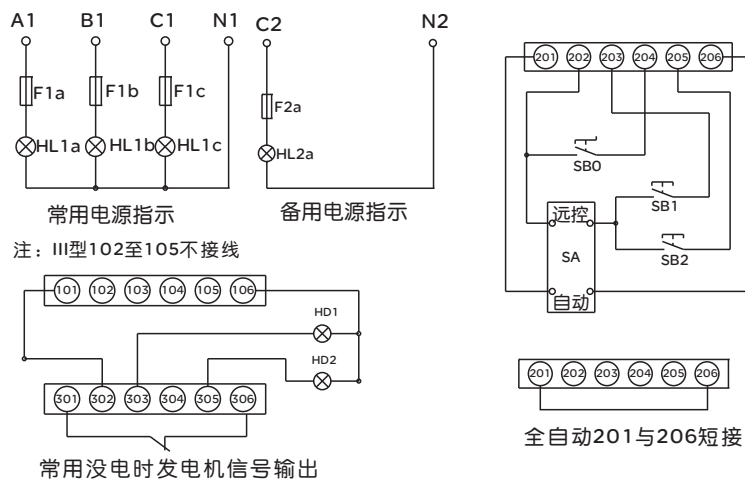 A1 B1 C1 N1 C2 N2
F1a F1b F1c F2a
HL1a HL1b HL1c HL2a
常用电源指示 备用电源指示
注：III型102至105不接线
101 102 103 104 105 106
HD1
HD2
301 302 303 304 305 306
常用没电时发电机信号输出
201 202 203 204 205 206
SB0
SB1
远控
SA
SB2
自动
201 202 203 204 205 206
全自动201与206短接